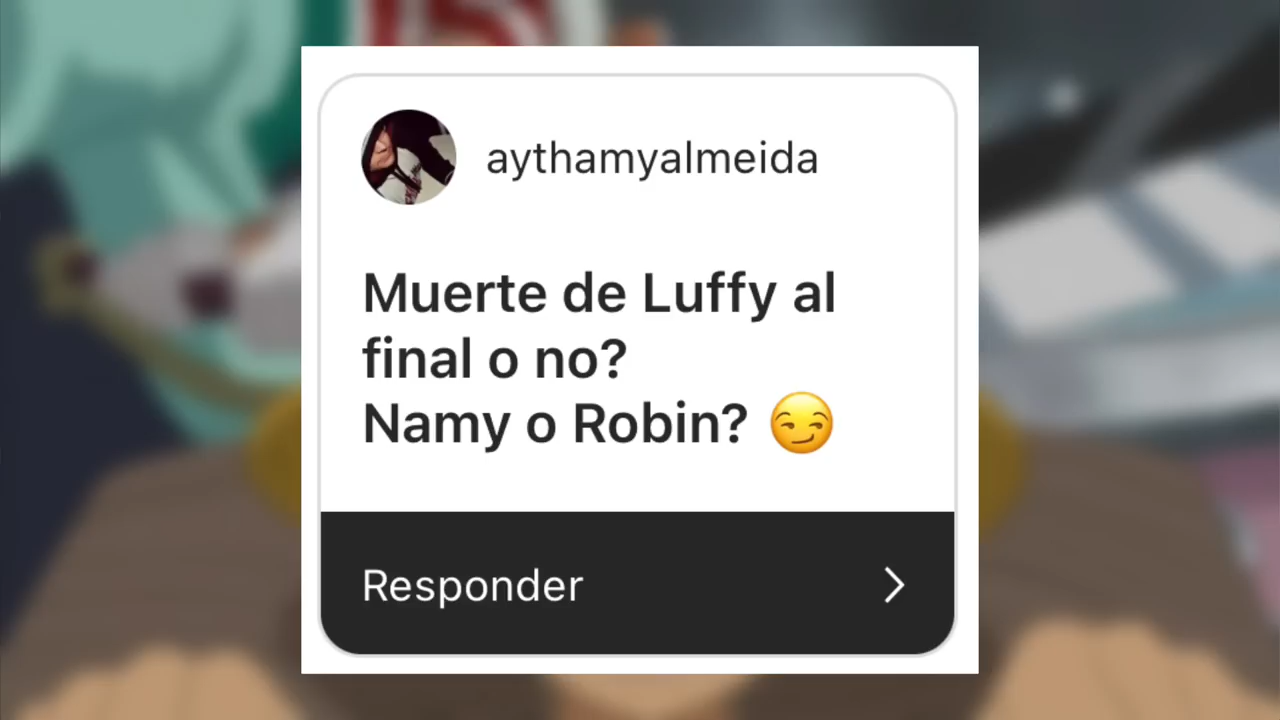 aythamyalmeida
Muerte de Luffy al
final o no?
Namy o Robin? 😏
Responder